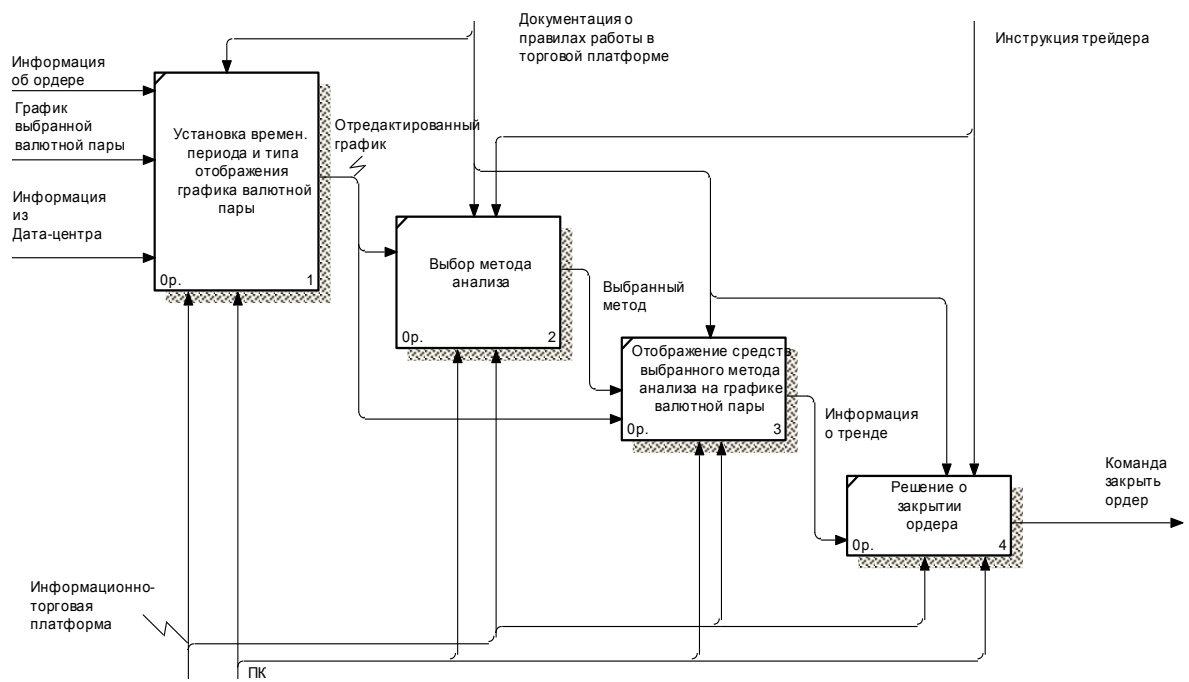 Документация о
правилах работы в
торговой платформе
Инструкция трейдера
Информация
об ордере
График
выбранной
валютной пары
Информация
из
Дата-центра
Установка времен.
периода и типа
отображения
графика валютной
пары
0р.
1
Отредактированный
график
Выбор метода
анализа
0р.
2
Выбранный
метод
Отображение средств
выбранного метода
анализа на графике
валютной пары
0р.
3
Информация
о тренде
Решение о
закрытии
ордера
0р.
4
Команда
закрыть
ордер
Информационно-
торговая
платформа
ПК